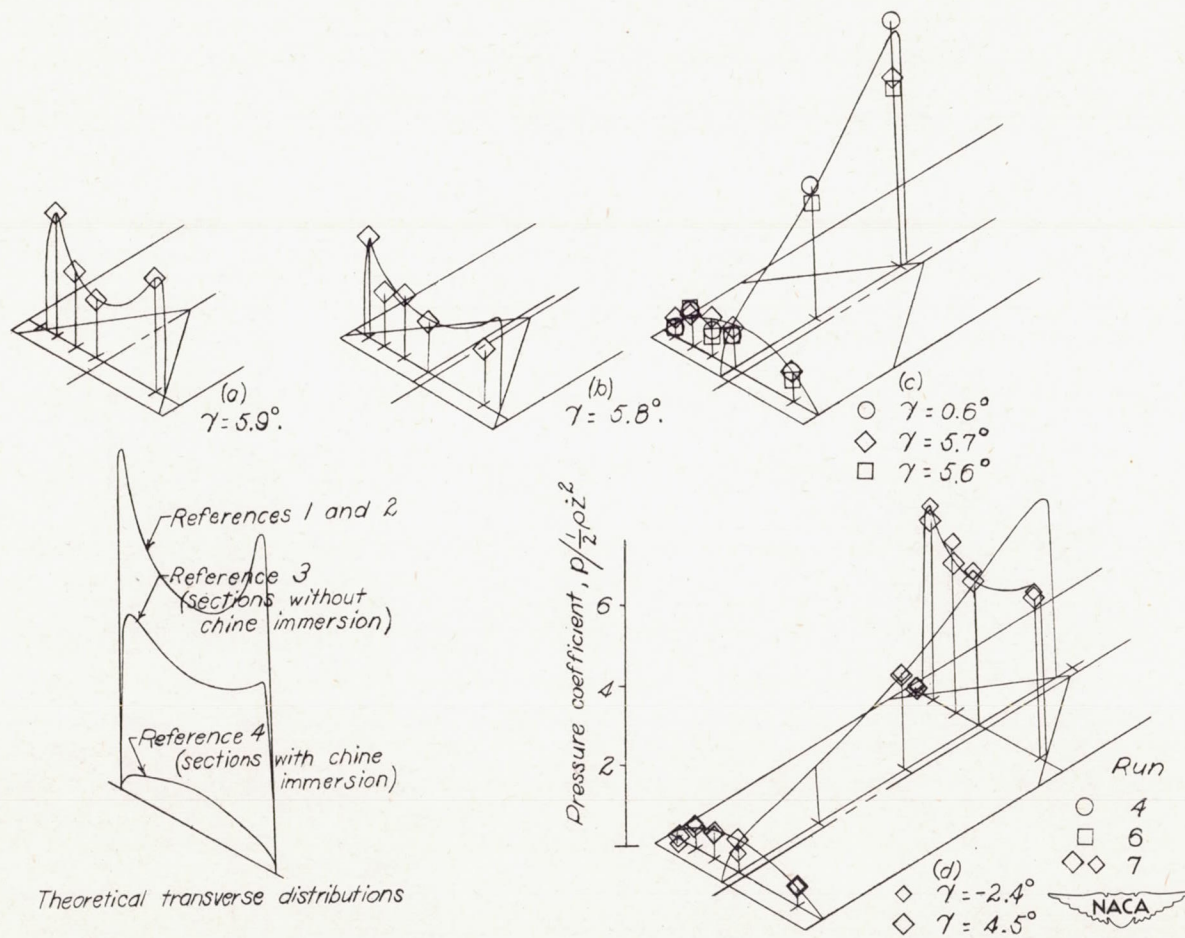 (a)
γ = 5.9°.
(b)
γ = 5.8°.
(c)
γ = 0.6°
γ = 5.7°
γ = 5.6°
References 1 and 2
Reference 3
(sections without
chine immersion)
Reference 4
(sections with chine
immersion)
Theoretical transverse distributions
Pressure coefficient, p/½ρż²
6
4
2
(d)
γ = -2.4°
γ = 4.5°
Run
4
6
7
NACA